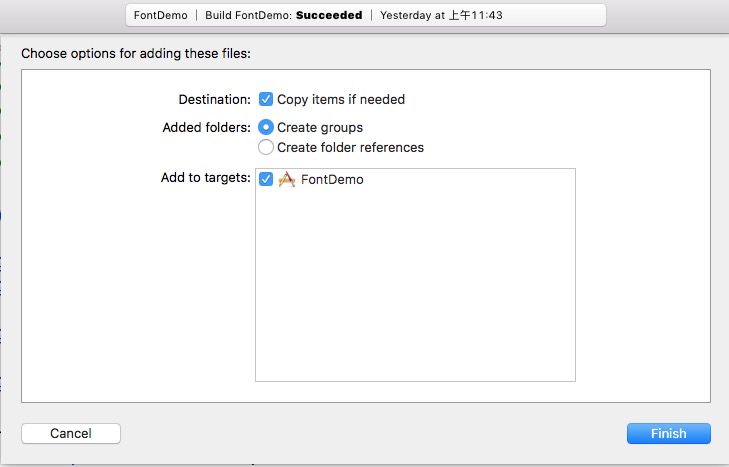 FontDemo | Build FontDemo: Succeeded | Yesterday at 上午11:43
Choose options for adding these files:
Destination: Copy items if needed
Added folders: Create groups
Create folder references
Add to targets: FontDemo
Cancel Finish